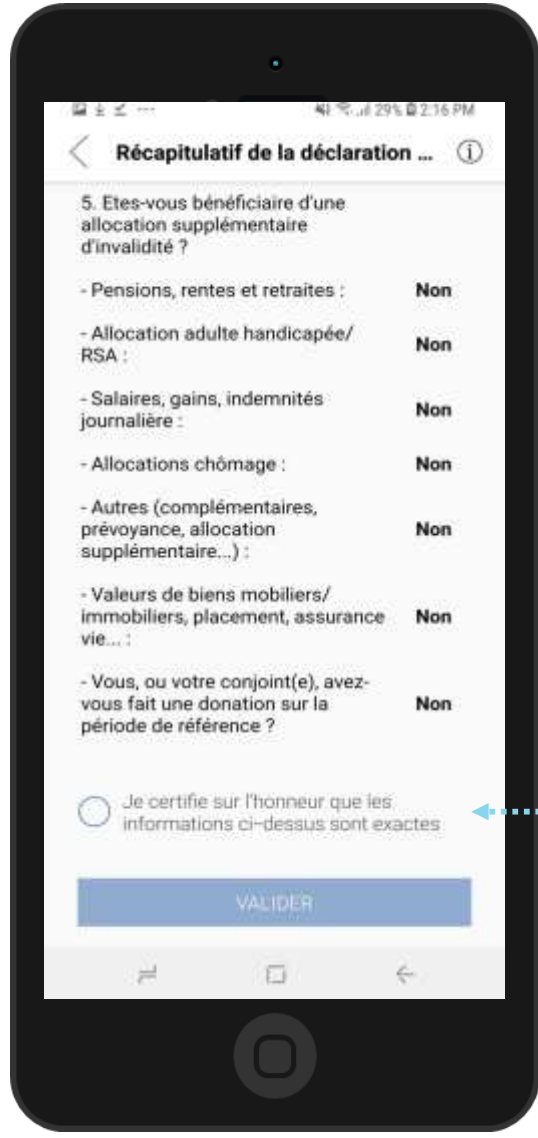 29% 2:16 PM
Récapitulatif de la déclaration ...
5. Etes-vous bénéficiaire d'une
allocation supplémentaire
d'invalidité ?
- Pensions, rentes et retraites : Non
- Allocation adulte handicapée/
RSA : Non
- Salaires, gains, indemnités
journalière : Non
- Allocations chômage : Non
- Autres (complémentaires,
prévoyance, allocation
supplémentaire...) : Non
- Valeurs de biens mobiliers/
immobiliers, placement, assurance
vie... : Non
- Vous, ou votre conjoint(e), avez-
vous fait une donation sur la
période de référence ? Non
Je certifie sur l'honneur que les
informations ci-dessus sont exactes
VALIDER